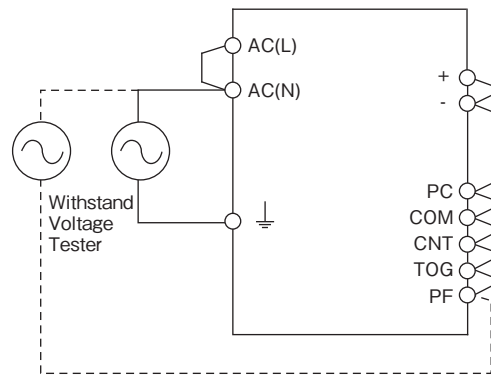 AC(L)
AC(N)
+
-
Withstand
Voltage
Tester
PC
COM
CNT
TOG
PF